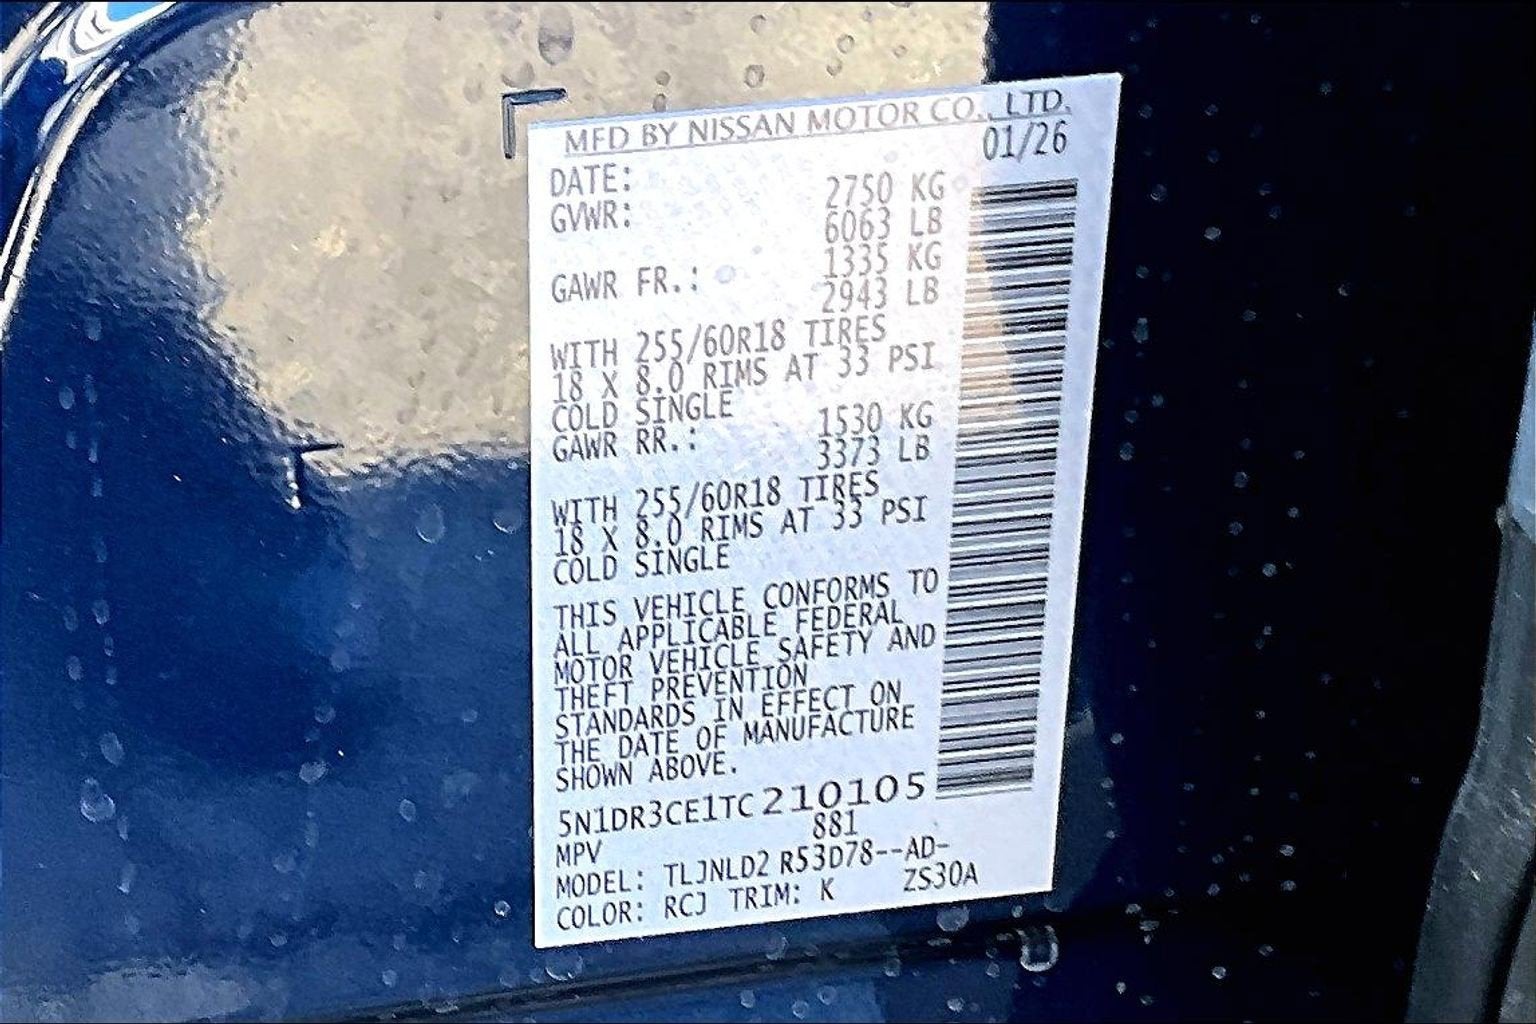 MFD BY NISSAN MOTOR CO., LTD.
DATE: 01/26
GVWR: 2750 KG
6063 LB
GAWR FR.: 1335 KG
2943 LB
WITH 255/60R18 TIRES
18 X 8.0 RIMS AT 33 PSI
COLD SINGLE
GAWR RR.: 1530 KG
3373 LB
WITH 255/60R18 TIRES
18 X 8.0 RIMS AT 33 PSI
COLD SINGLE
THIS VEHICLE CONFORMS TO
ALL APPLICABLE FEDERAL
MOTOR VEHICLE SAFETY AND
THEFT PREVENTION
STANDARDS IN EFFECT ON
THE DATE OF MANUFACTURE
SHOWN ABOVE.
5N1DR3CE1TC210105
MPV 881
MODEL: TLJNLD2 R53D78--AD-
COLOR: RCJ TRIM: K ZS30A